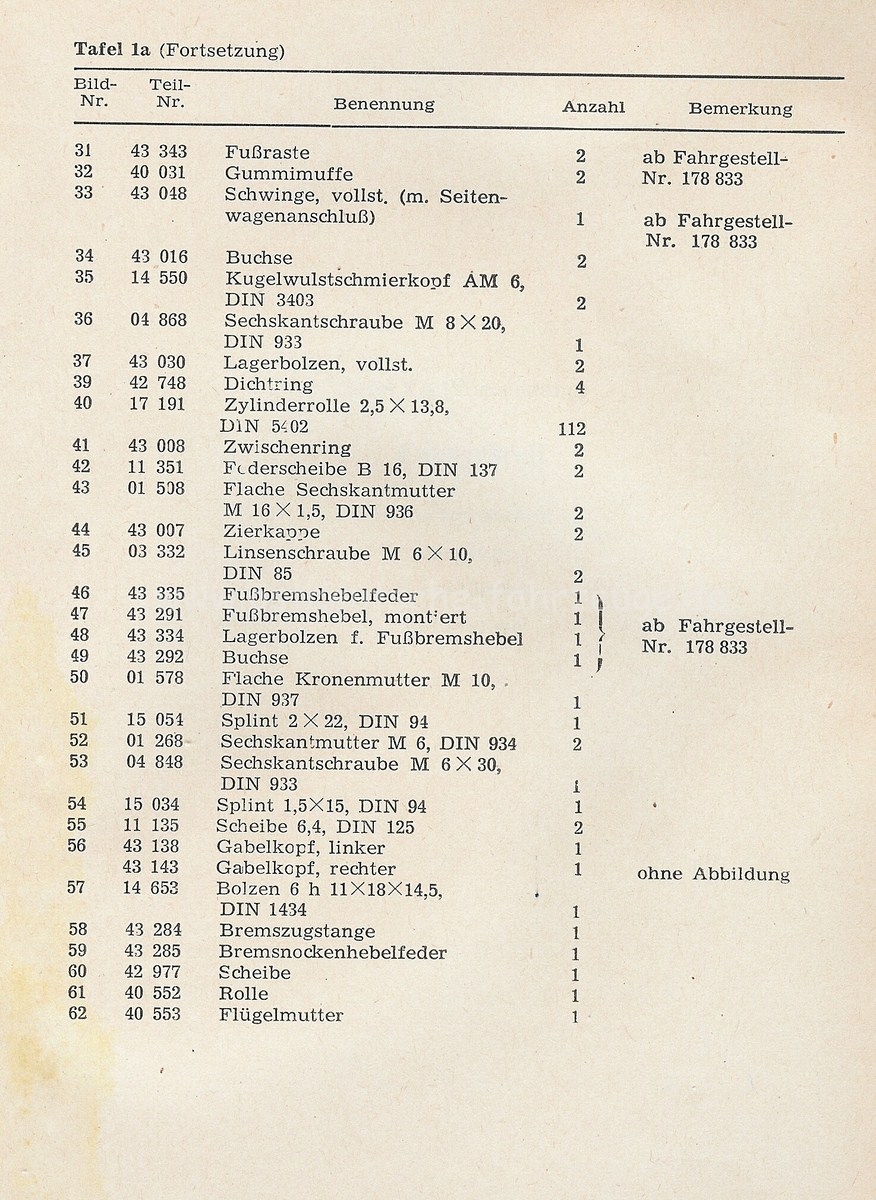 Tafel 1a (Fortsetzung)
Bild-Nr. Teil-Nr. Benennung Anzahl Bemerkung
31 43 343 Fußraste 2 ab Fahrgestell-
32 40 031 Gummimuffe 2 Nr. 178 833
33 43 048 Schwinge, vollst. (m. Seiten-
wagenanschluß) 1 ab Fahrgestell-
Nr. 178 833
34 43 016 Buchse 2
35 14 550 Kugelwulstschmierkopf AM 6,
DIN 3403 2
36 04 868 Sechskantschraube M 8 × 20,
DIN 933 1
37 43 030 Lagerbolzen, vollst. 2
39 42 748 Dichtring 4
40 17 191 Zylinderrolle 2,5 × 13,8,
DIN 5402 112
41 43 008 Zwischenring 2
42 11 351 Federscheibe B 16, DIN 137 2
43 01 508 Flache Sechskantmutter
M 16 × 1,5, DIN 936 2
44 43 007 Zierkappe 2
45 03 332 Linsenschraube M 6 × 10,
DIN 85 2
46 43 335 Fußbremshebelfeder 1
47 43 291 Fußbremshebel, montiert 1 ab Fahrgestell-
48 43 334 Lagerbolzen f. Fußbremshebel 1 Nr. 178 833
49 43 292 Buchse 1
50 01 578 Flache Kronenmutter M 10,
DIN 937 1
51 15 054 Splint 2 × 22, DIN 94 1
52 01 268 Sechskantmutter M 6, DIN 934 2
53 04 848 Sechskantschraube M 6 × 30,
DIN 933 1
54 15 034 Splint 1,5×15, DIN 94 1
55 11 135 Scheibe 6,4, DIN 125 2
56 43 138 Gabelkopf, linker 1
43 143 Gabelkopf, rechter 1 ohne Abbildung
57 14 653 Bolzen 6 h 11×18×14,5,
DIN 1434 1
58 43 284 Bremszugstange 1
59 43 285 Bremsnockenhebelfeder 1
60 42 977 Scheibe 1
61 40 552 Rolle 1
62 40 553 Flügelmutter 1